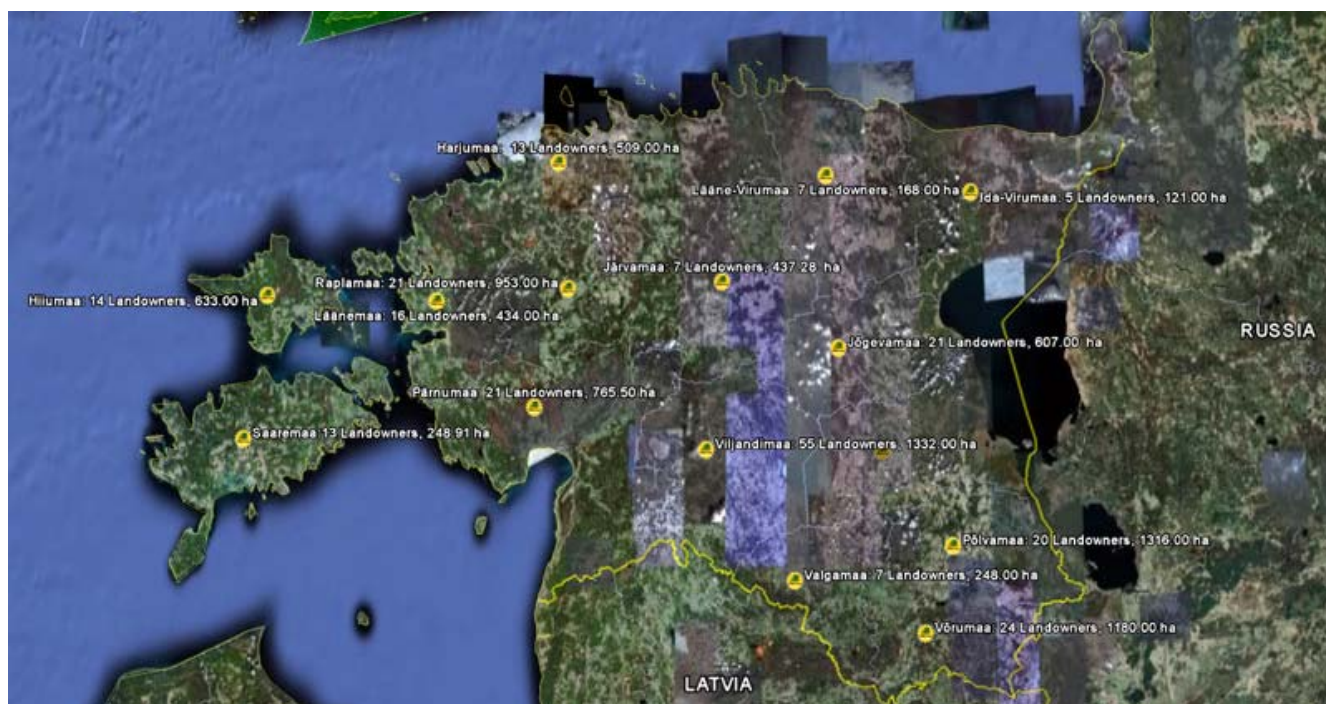 Harjumaa: 13 Landowners, 509.00 ha
Lääne-Virumaa: 7 Landowners, 168.00 ha
Ida-Virumaa: 5 Landowners, 121.00 ha
Järvamaa: 7 Landowners, 437.28 ha
Raplamaa: 21 Landowners, 953.00 ha
Hiiumaa: 14 Landowners, 633.00 ha
Läänemaa: 16 Landowners, 434.00 ha
RUSSIA
Jõgevamaa: 21 Landowners, 607.00 ha
Pärnumaa: 21 Landowners, 765.50 ha
Saaremaa 13 Landowners, 248.91 ha
Viljandimaa: 55 Landowners, 1332.00 ha
Põlvamaa: 20 Landowners, 1316.00 ha
Valgamaa: 7 Landowners, 248.00 ha
Võrumaa: 24 Landowners, 1180.00 ha
LATVIA